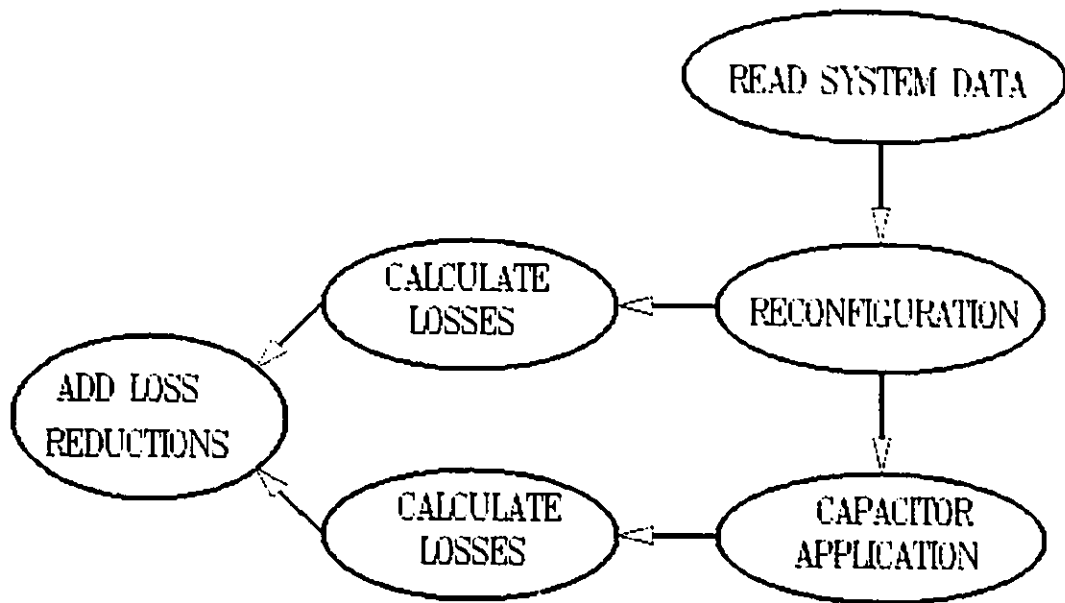 READ SYSTEM DATA
CALCULATE
LOSSES
RECONFIGURATION
ADD LOSS
REDUCTIONS
CALCULATE
LOSSES
CAPACITOR
APPLICATION